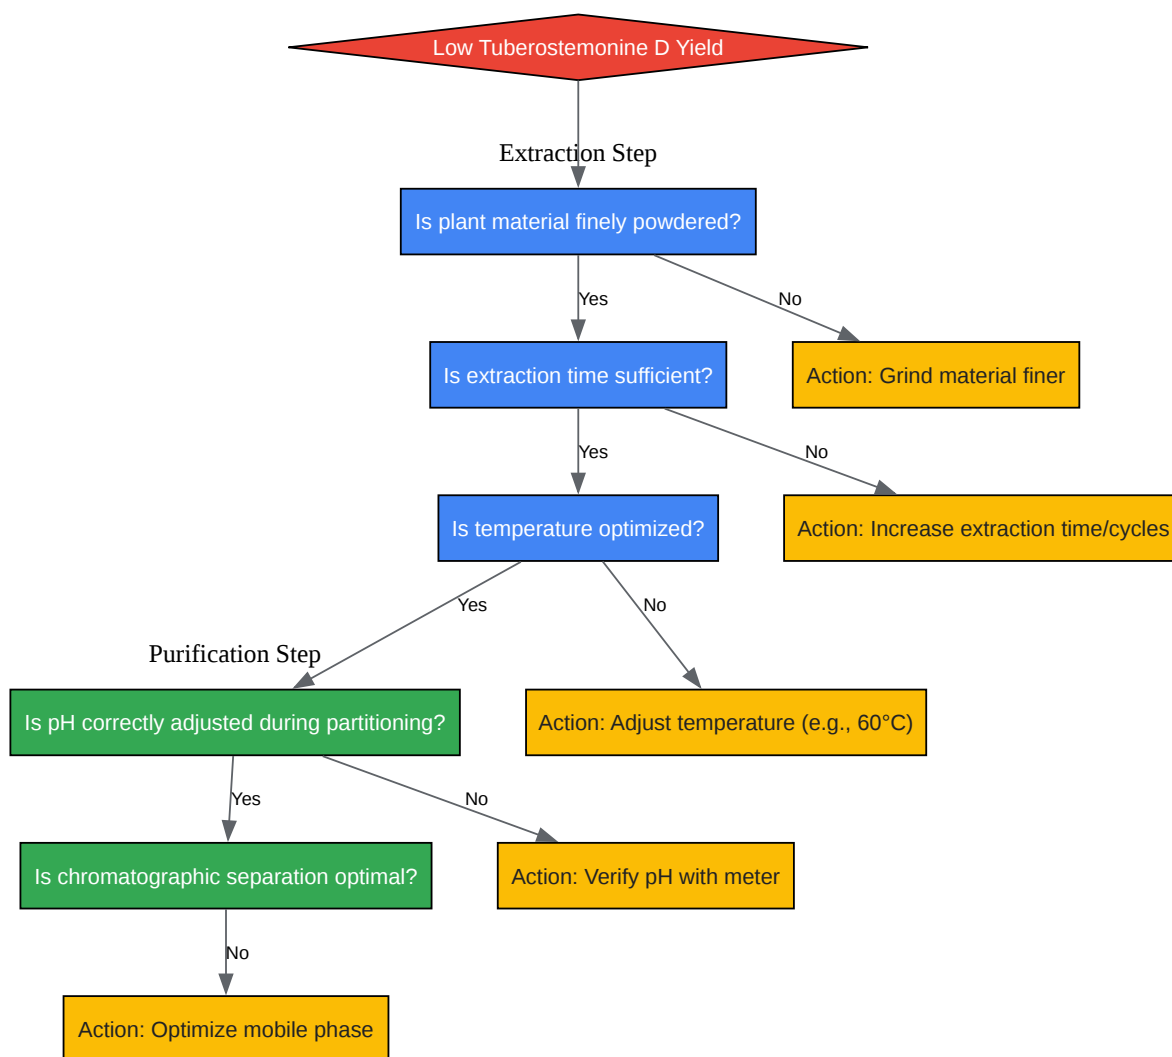 Low Tuberostemonine D Yield
Extraction Step
Is plant material finely powdered?
Yes
No
Is extraction time sufficient?
Action: Grind material finer
Yes
No
Is temperature optimized?
Action: Increase extraction time/cycles
Yes
No
Purification Step
Is pH correctly adjusted during partitioning?
Action: Adjust temperature (e.g., 60°C)
Yes
No
Is chromatographic separation optimal?
Action: Verify pH with meter
No
Action: Optimize mobile phase